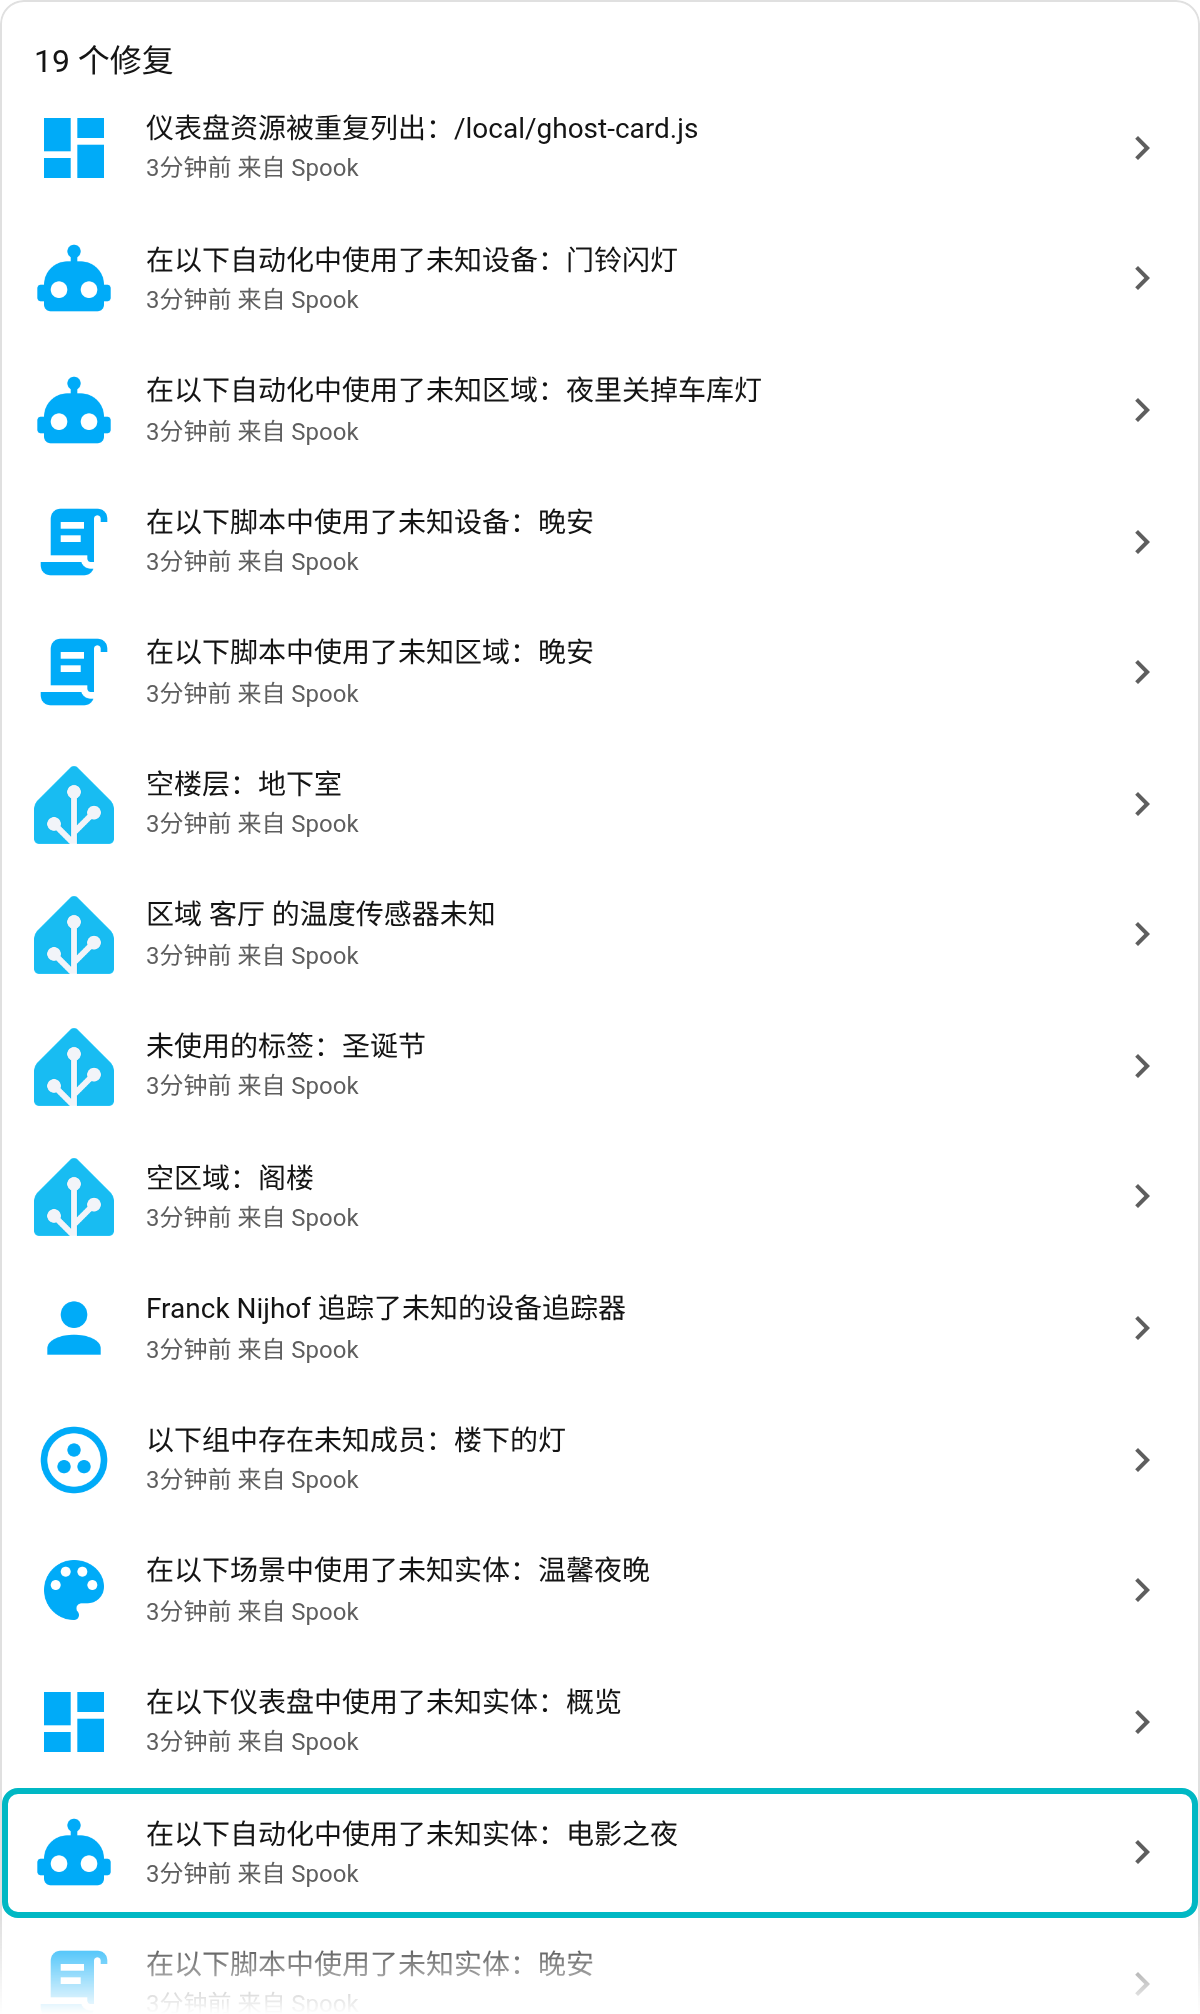 19 个修复
仪表盘资源被重复列出：/local/ghost-card.js
3分钟前 来自 Spook
在以下自动化中使用了未知设备：门铃闪灯
3分钟前 来自 Spook
在以下自动化中使用了未知区域：夜里关掉车库灯
3分钟前 来自 Spook
在以下脚本中使用了未知设备：晚安
3分钟前 来自 Spook
在以下脚本中使用了未知区域：晚安
3分钟前 来自 Spook
空楼层：地下室
3分钟前 来自 Spook
区域 客厅 的温度传感器未知
3分钟前 来自 Spook
未使用的标签：圣诞节
3分钟前 来自 Spook
空区域：阁楼
3分钟前 来自 Spook
Franck Nijhof 追踪了未知的设备追踪器
3分钟前 来自 Spook
以下组中存在未知成员：楼下的灯
3分钟前 来自 Spook
在以下场景中使用了未知实体：温馨夜晚
3分钟前 来自 Spook
在以下仪表盘中使用了未知实体：概览
3分钟前 来自 Spook
在以下自动化中使用了未知实体：电影之夜
3分钟前 来自 Spook
在以下脚本中使用了未知实体：晚安
3分钟前 来自 Spook